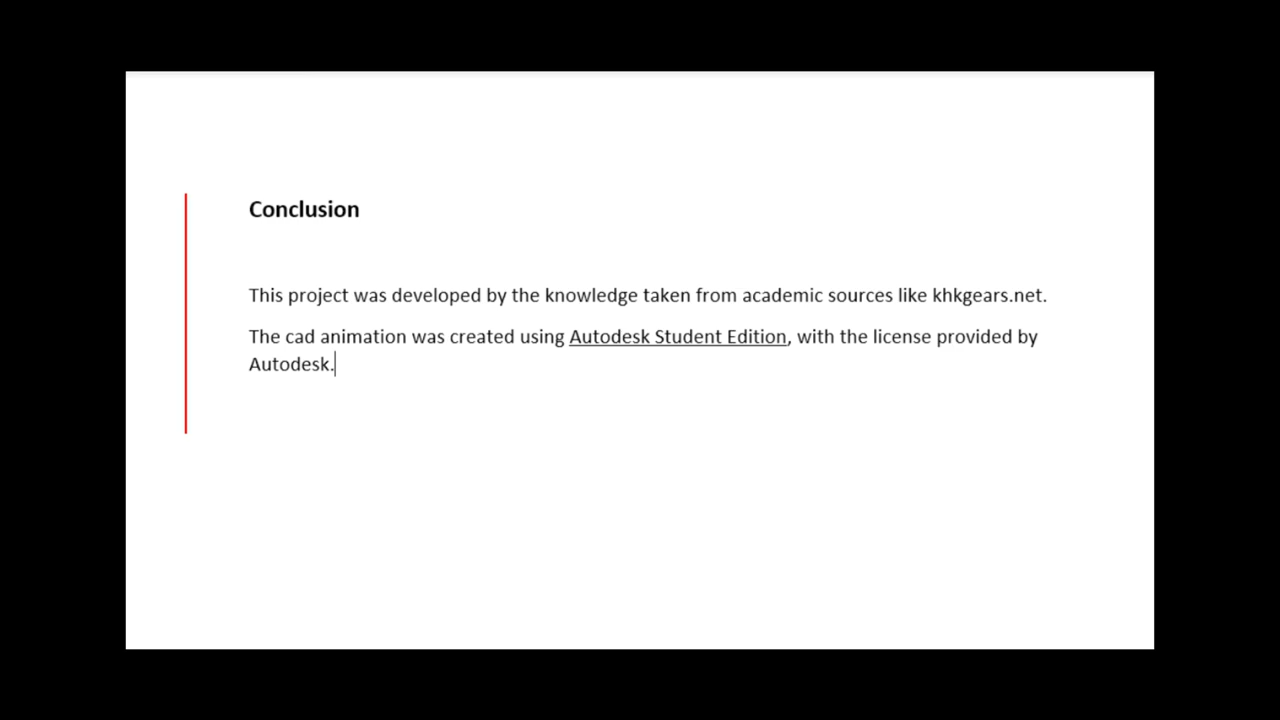 Conclusion
This project was developed by the knowledge taken from academic sources like khkgears.net.
The cad animation was created using Autodesk Student Edition, with the license provided by
Autodesk.